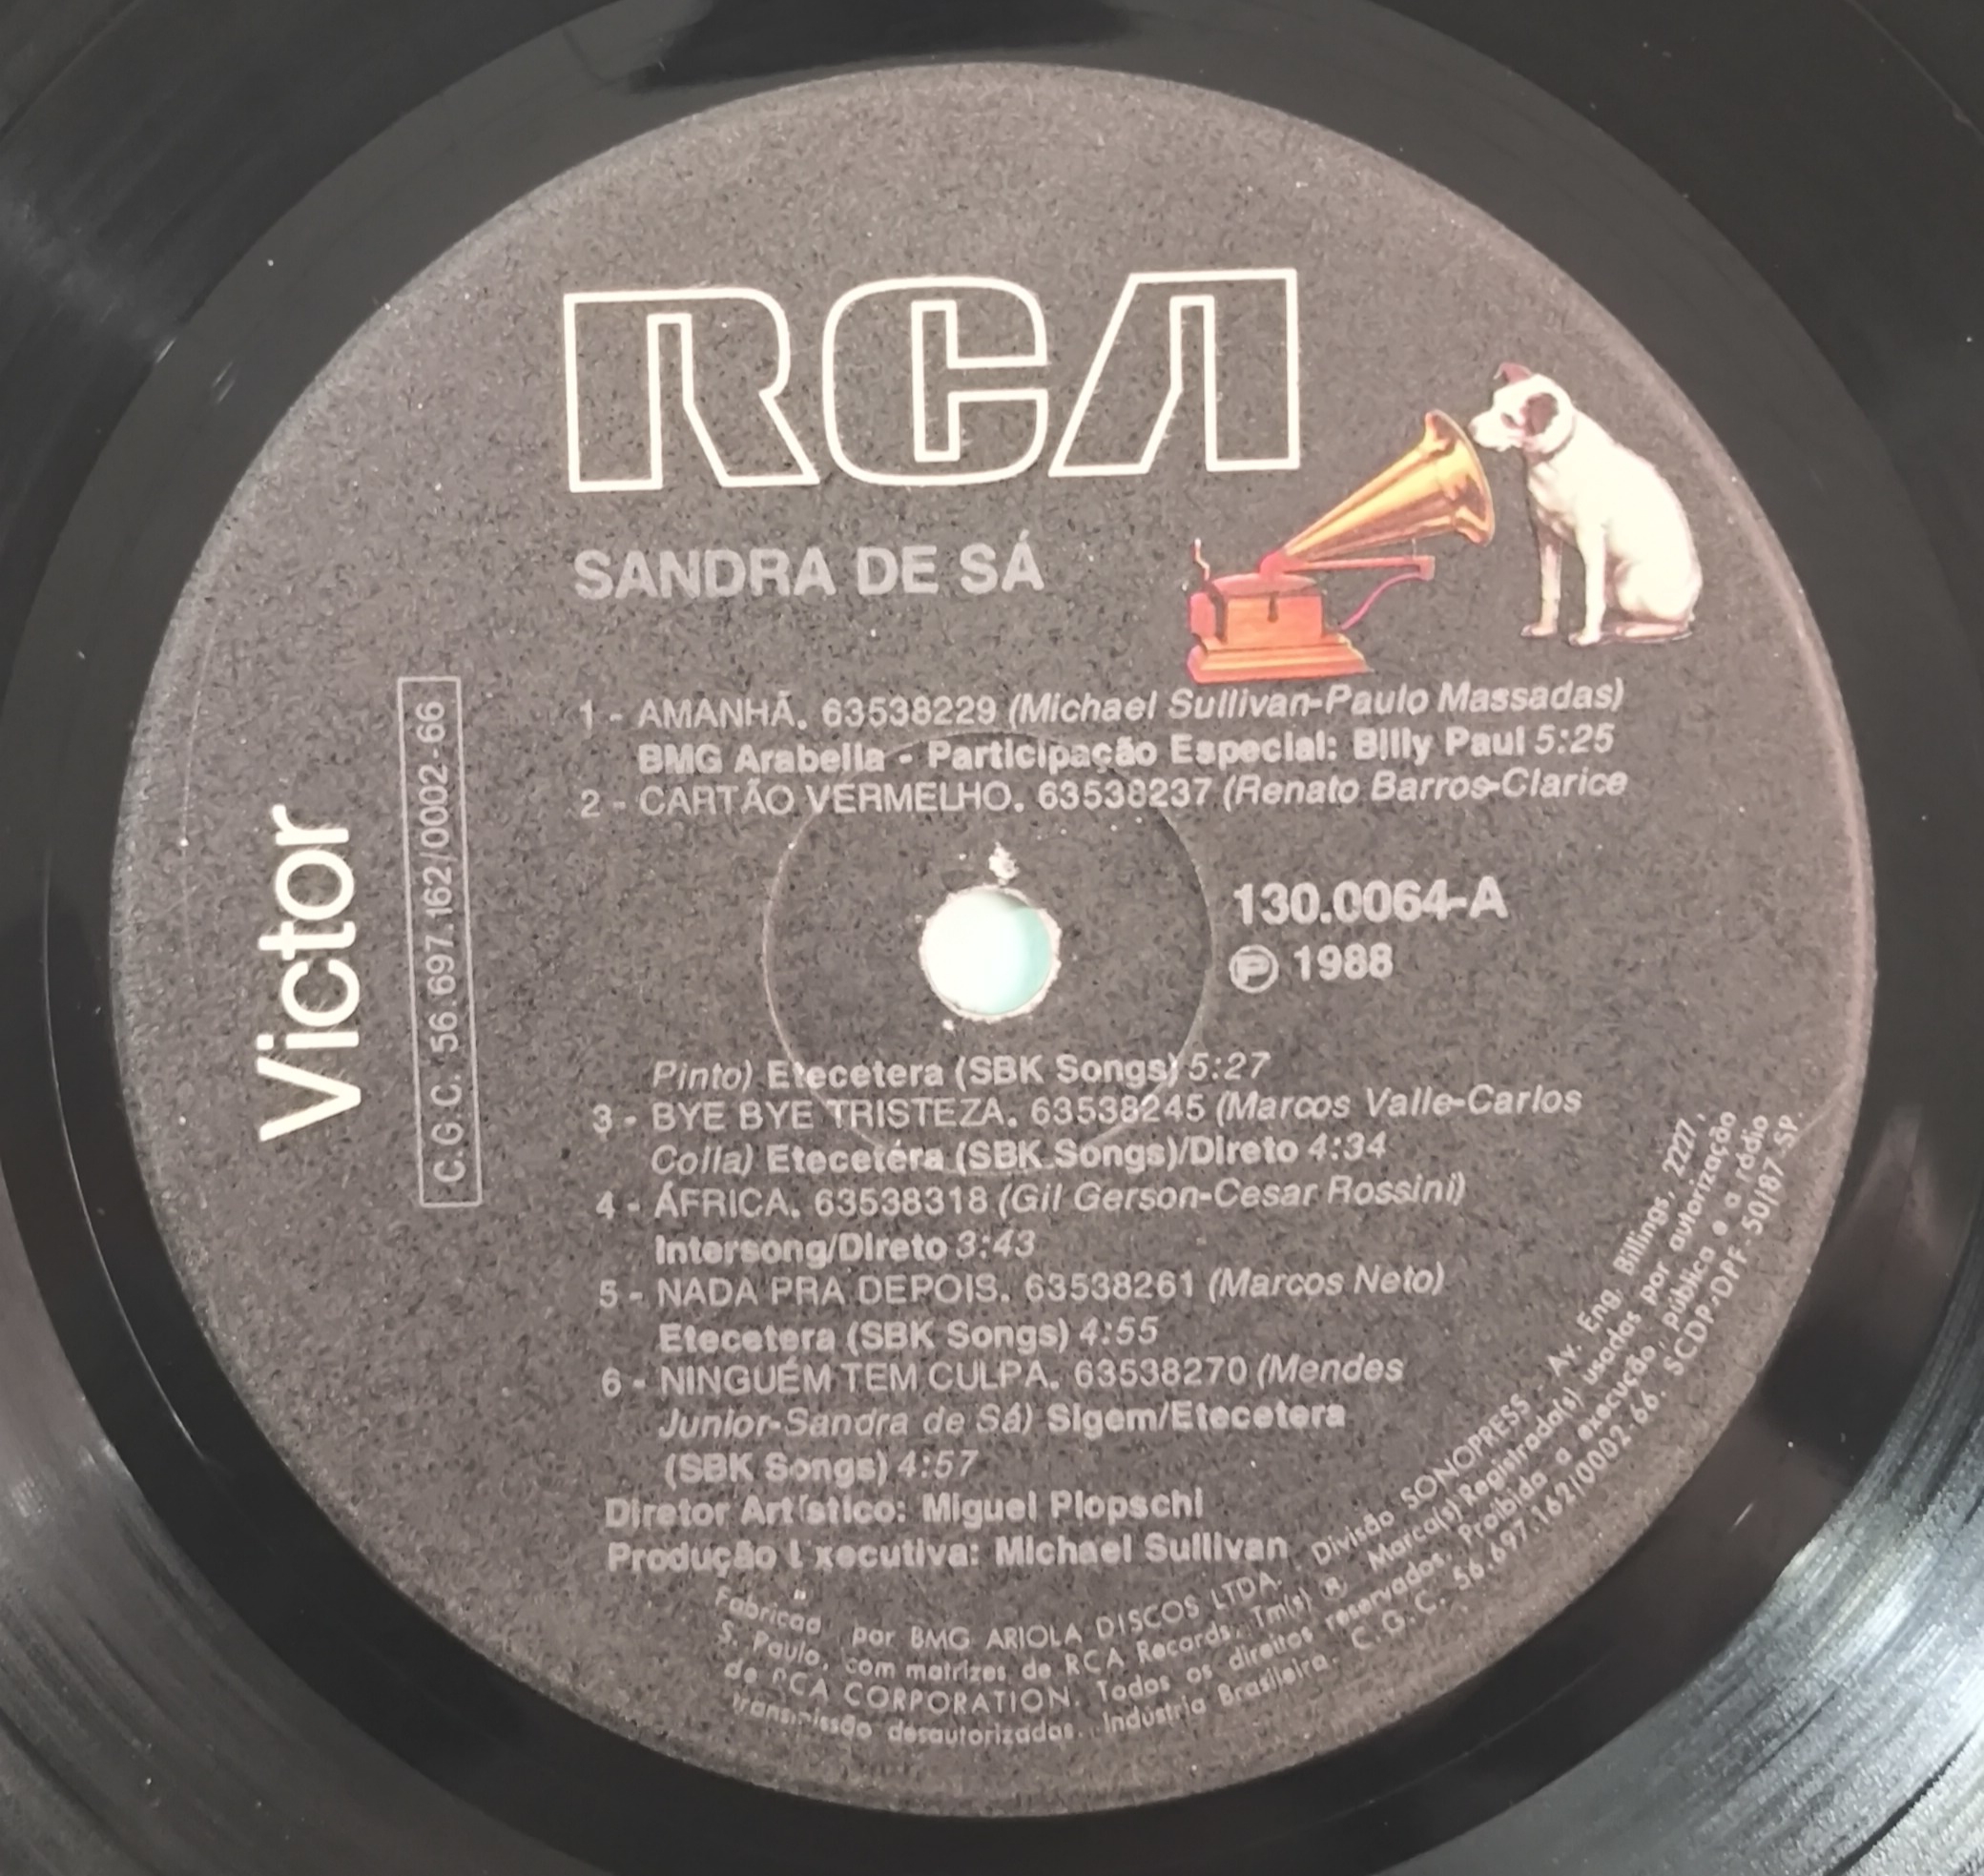 RCA
SANDRA DE SÁ
1 - AMANHÃ. 63538229 (Michael Sullivan-Paulo Massadas)
BMG Arabella - Participação Especial: Billy Paul 5:25
2 - CARTÃO VERMELHO. 63538237 (Renato Barros-Clarice
130.0064-A
℗ 1988
Victor
C.G.C. 56.697.162/0002-66
Pinto) Etecetera (SBK Songs) 5:27
3 - BYE BYE TRISTEZA. 63538245 (Marcos Valle-Carlos
Colla) Etecetéra (SBK Songs)/Direto 4:34
4 - ÁFRICA. 63538318 (Gil Gerson-Cesar Rossini)
Intersong/Direto 3:43
5 - NADA PRA DEPOIS. 63538261 (Marcos Neto)
Etecetera (SBK Songs) 4:55
6 - NINGUÉM TEM CULPA. 63538270 (Mendes
Junior-Sandra de Sá) Sigem/Etecetera
(SBK Songs) 4:57
Diretor Artístico: Miguel Plopschi
Produção Executiva: Michael Sullivan
Fabricad por BMG ARIOLA DISCOS LTDA. Divisão SONOPRESS - Av. Eng. Billings, 2227,
S. Paulo, com matrizes de RCA Records. Tm(s) ® Marca(s) Registrada(s) usadas por autorização
de RCA CORPORATION. Todos os direitos reservados. Proibida a execução, pública e a rádio
transmissão desautorizadas. Indústria Brasileira. C.G.C. 56.697.162/0002-66. SCDP-DPF-50/87-SP.